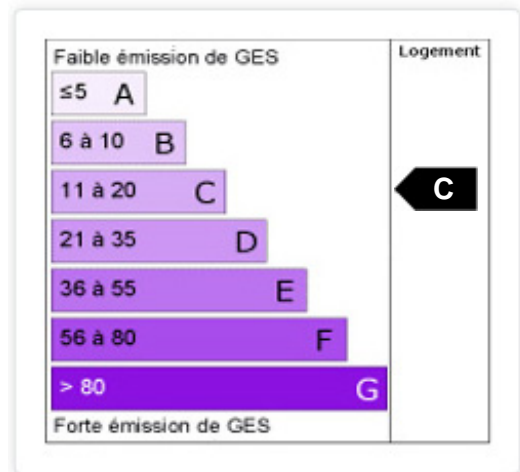 Faible émission de GES
Logement
≤5 A
6 à 10 B
11 à 20 C
C
21 à 35 D
36 à 55 E
56 à 80 F
> 80 G
Forte émission de GES